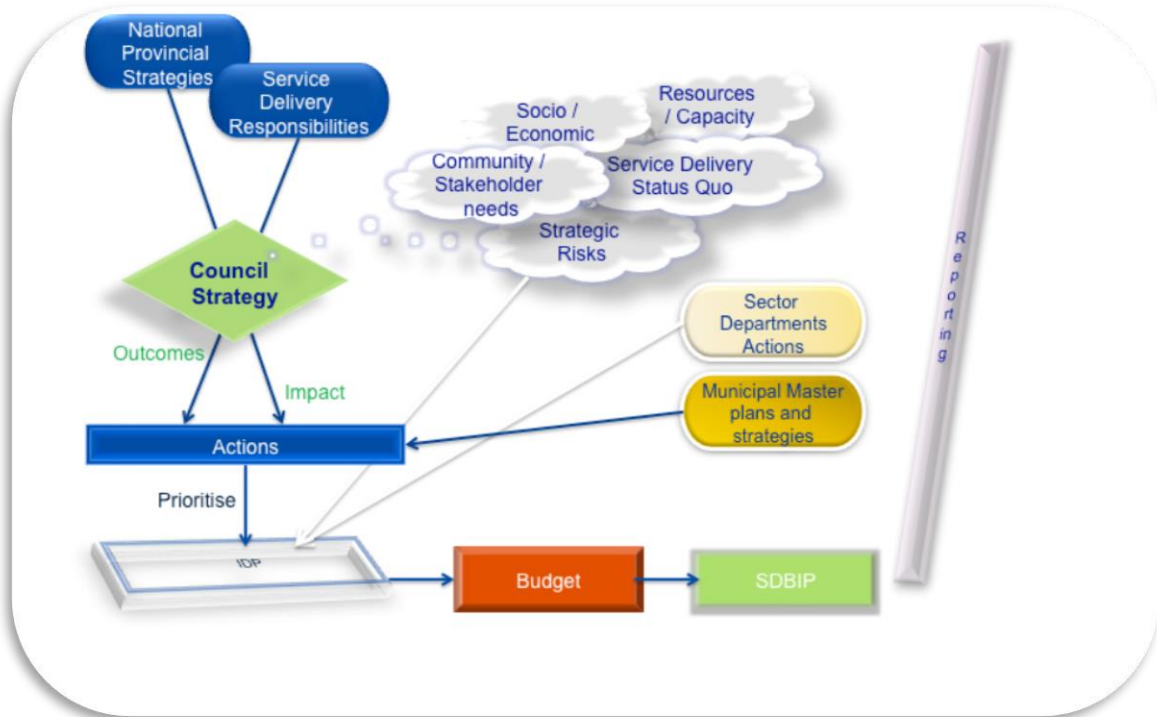 National
Provincial
Strategies
Service
Delivery
Responsibilities
Socio /
Economic
Resources
/ Capacity
Community /
Stakeholder
needs
Service Delivery
Status Quo
Strategic
Risks
Council
Strategy
Sector
Departments
Actions
Outcomes
Impact
Municipal Master
plans and
strategies
Actions
Prioritise
IDP
Budget
SDBIP
Reporting